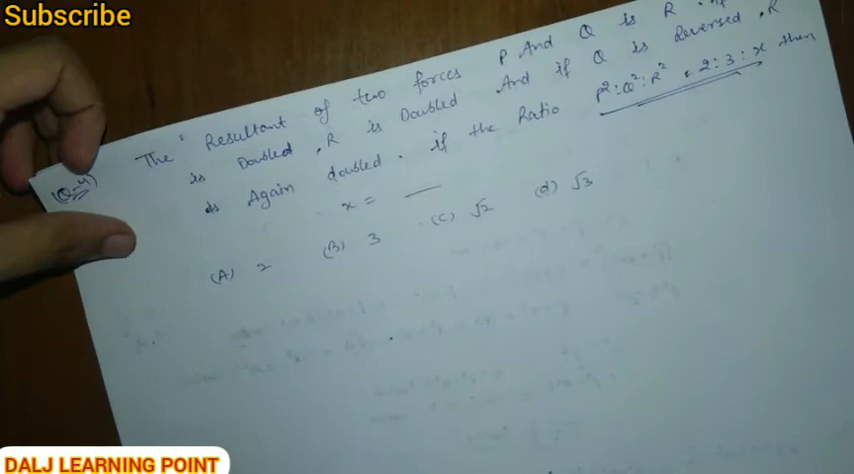 Subscribe
(Q-4) The Resultant of two forces P And Q is R. if
is Doubled, R is Doubled And if Q is Reversed, R
is Again doubled. if the Ratio P²:Q²:R² = 2:3:x then
x = —
(A) 2 (B) 3 (C) √2 (d) √3
DALJ LEARNING POINT